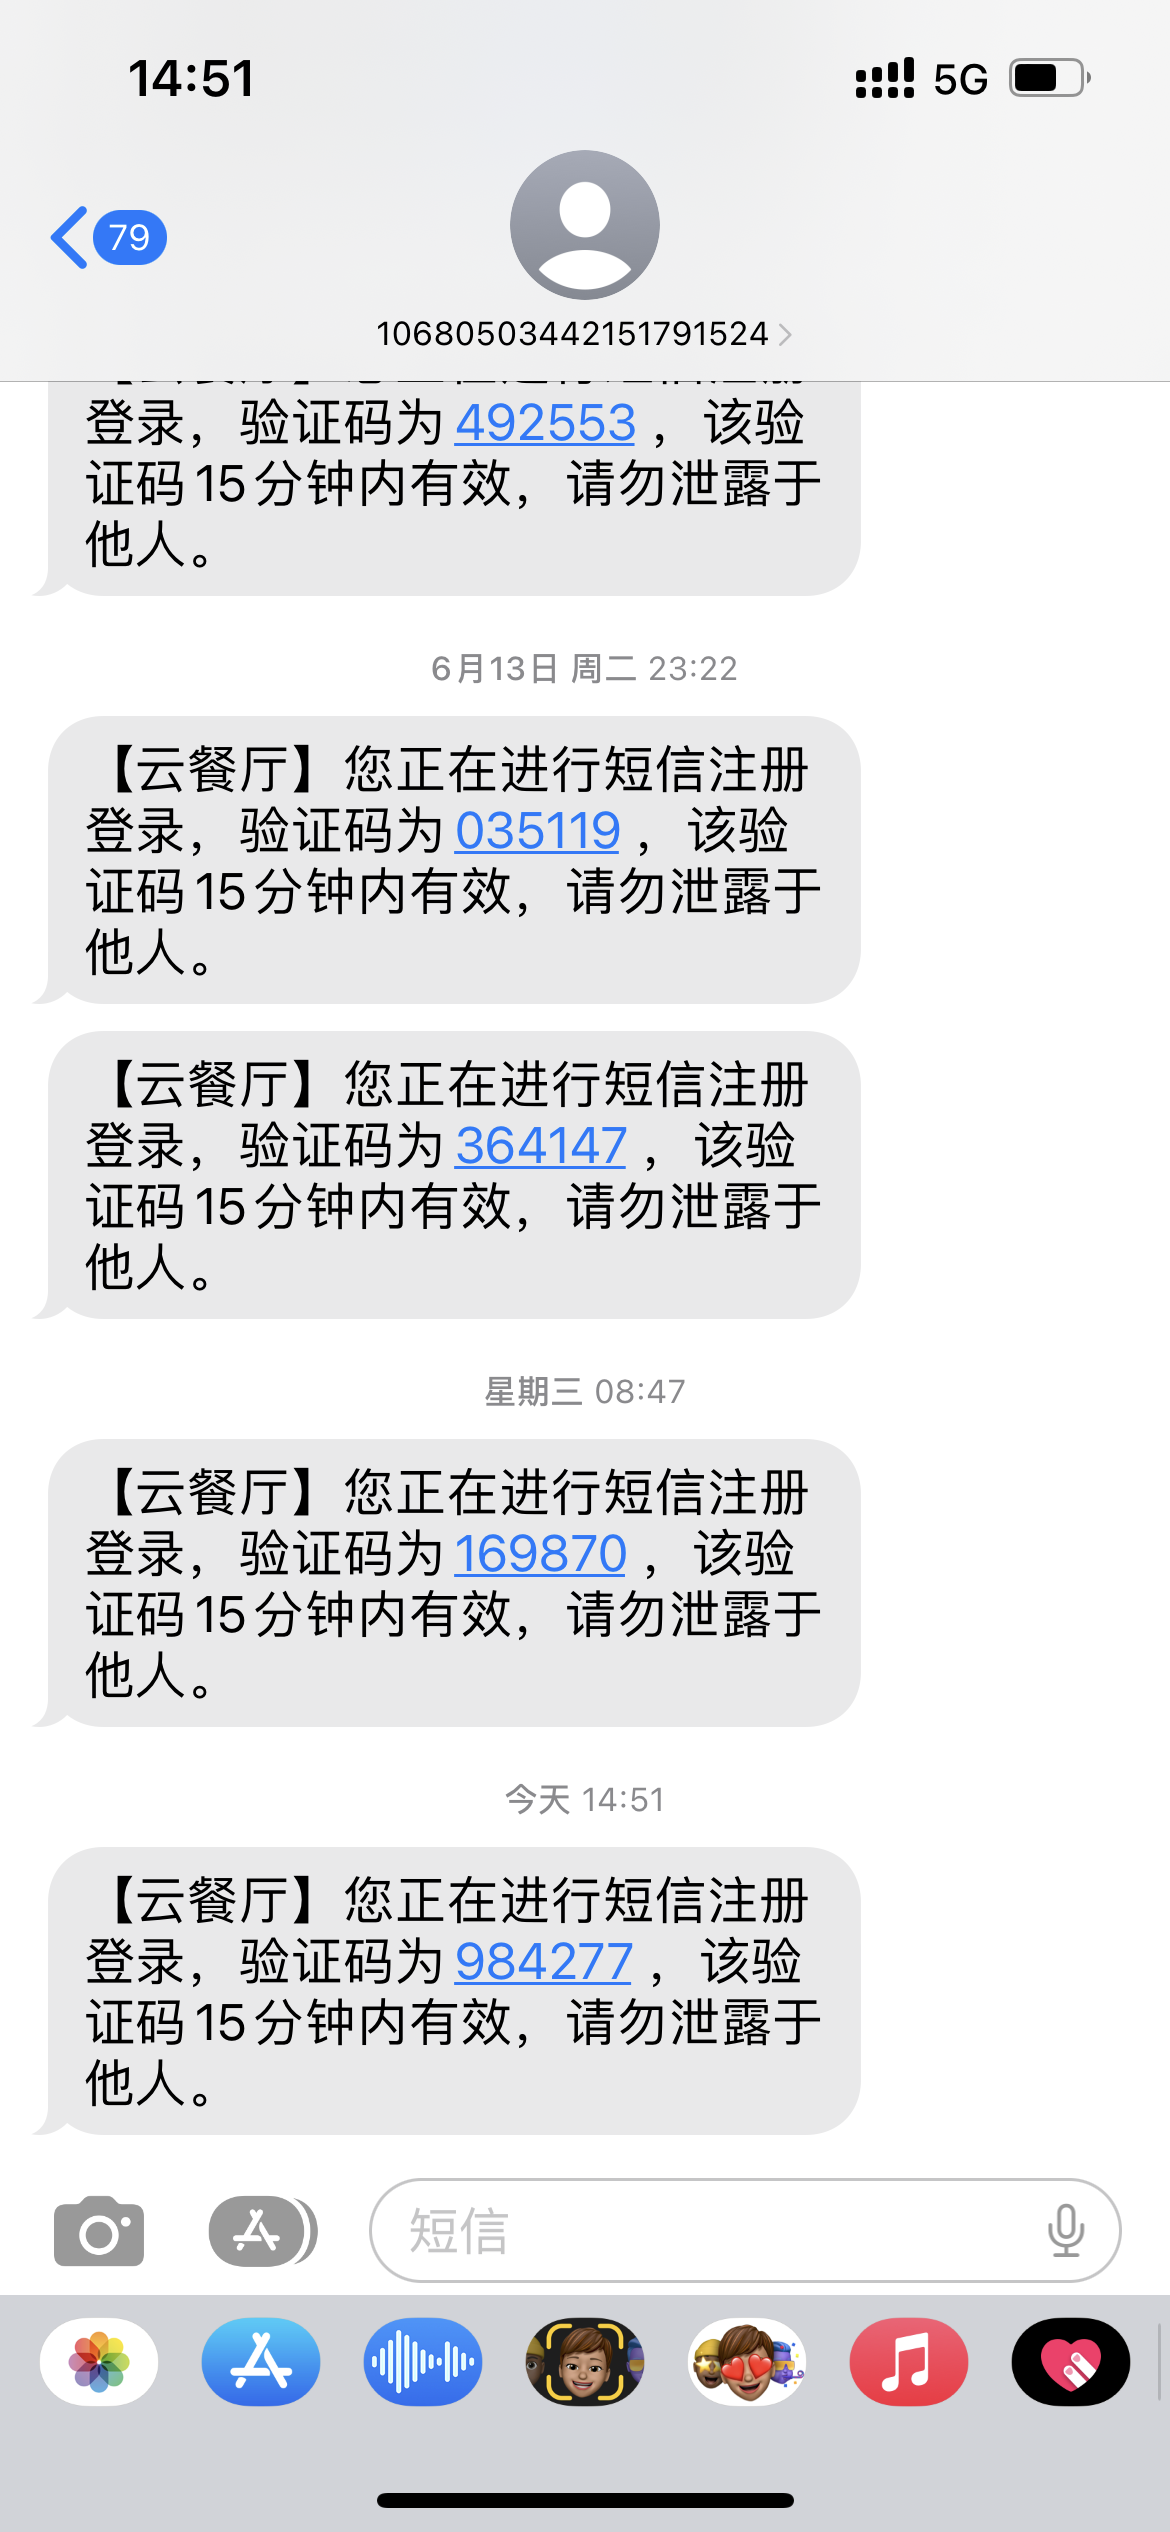 14:51
5G
79
10680503442151791524
登录，验证码为 492553 ，该验
证码 15 分钟内有效，请勿泄露于
他人。
6月13日 周二 23:22
【云餐厅】您正在进行短信注册
登录，验证码为 035119 ，该验
证码 15 分钟内有效，请勿泄露于
他人。
【云餐厅】您正在进行短信注册
登录，验证码为 364147 ，该验
证码 15 分钟内有效，请勿泄露于
他人。
星期三 08:47
【云餐厅】您正在进行短信注册
登录，验证码为 169870 ，该验
证码 15 分钟内有效，请勿泄露于
他人。
今天 14:51
【云餐厅】您正在进行短信注册
登录，验证码为 984277 ，该验
证码 15 分钟内有效，请勿泄露于
他人。
短信